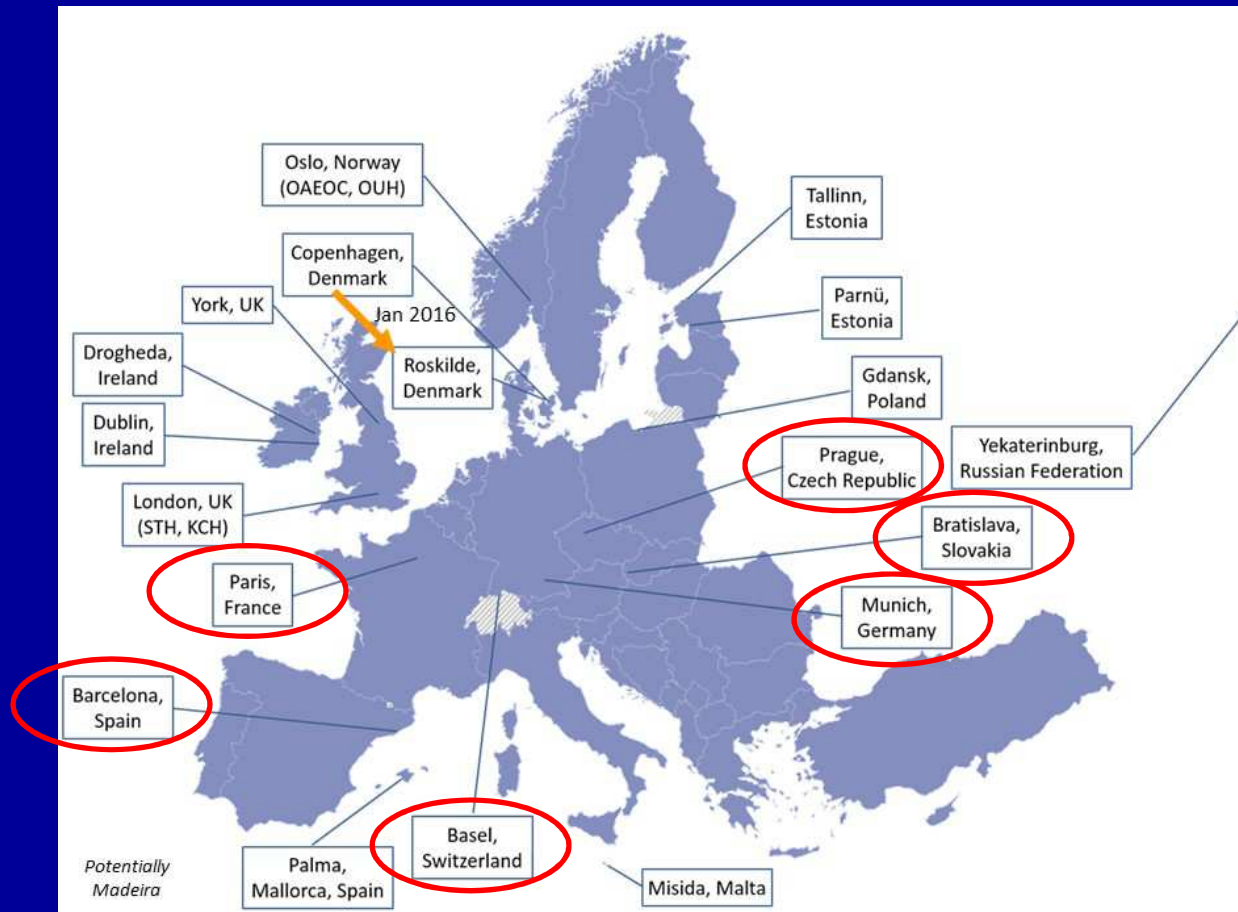 Oslo, Norway
(OAEOC, OUH)
Tallinn,
Estonia
Copenhagen,
Denmark
York, UK
Jan 2016
Parnü,
Estonia
Drogheda,
Ireland
Roskilde,
Denmark
Gdansk,
Poland
Dublin,
Ireland
Prague,
Czech Republic
Yekaterinburg,
Russian Federation
London, UK
(STH, KCH)
Bratislava,
Slovakia
Paris,
France
Munich,
Germany
Barcelona,
Spain
Basel,
Switzerland
Potentially
Madeira
Palma,
Mallorca, Spain
Misida, Malta